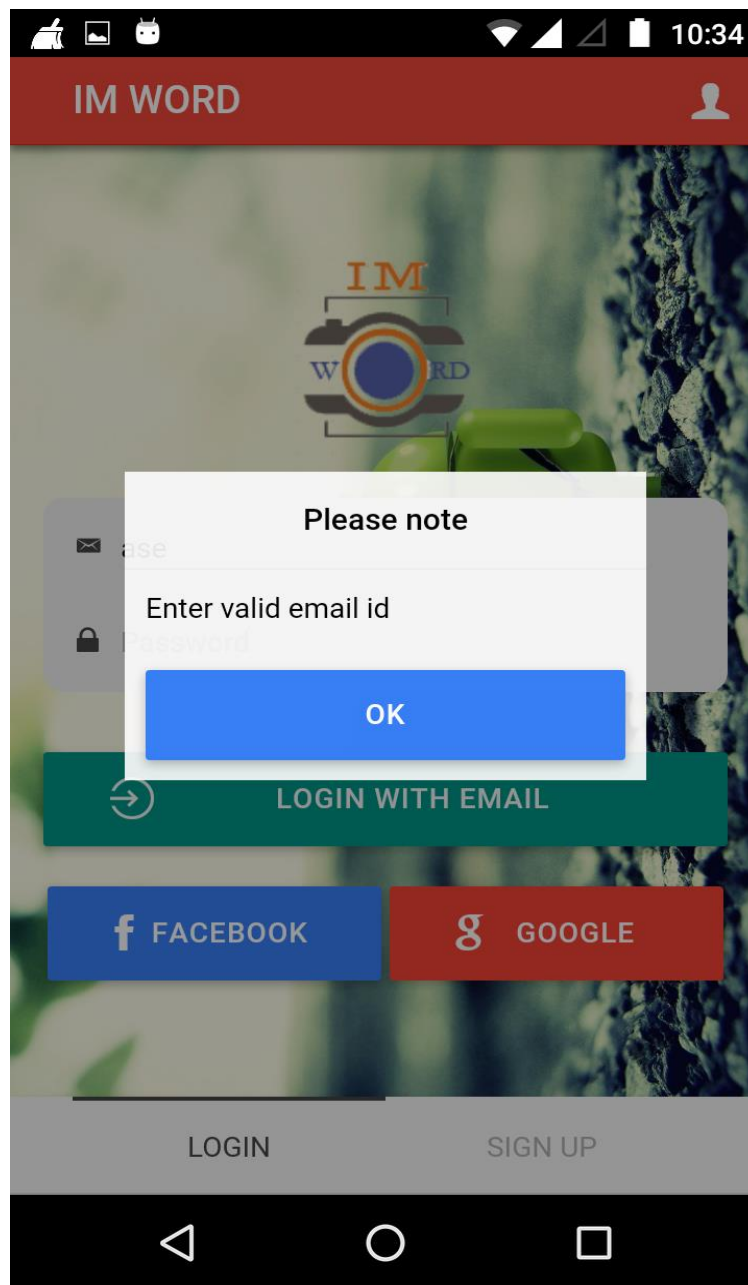 10:34
IM WORD
IM
W RD
Please note
ase
Enter valid email id
Password
OK
LOGIN WITH EMAIL
f FACEBOOK
g GOOGLE
LOGIN
SIGN UP